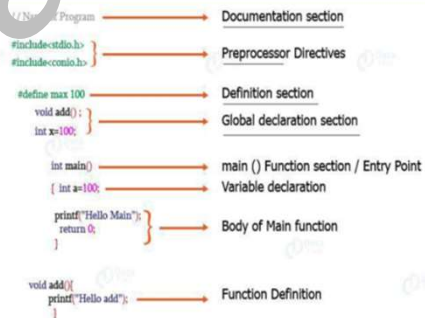 of Program Documentation section
#include<stdio.h>
#include<conio.h> Preprocessor Directives
#define max 100 Definition section
void add() ;
int x=100; Global declaration section
int main() main () Function section / Entry Point
{ int a=100; Variable declaration
printf("Hello Main");
return 0; Body of Main function
}
void add(){
printf("Hello add"); Function Definition
}